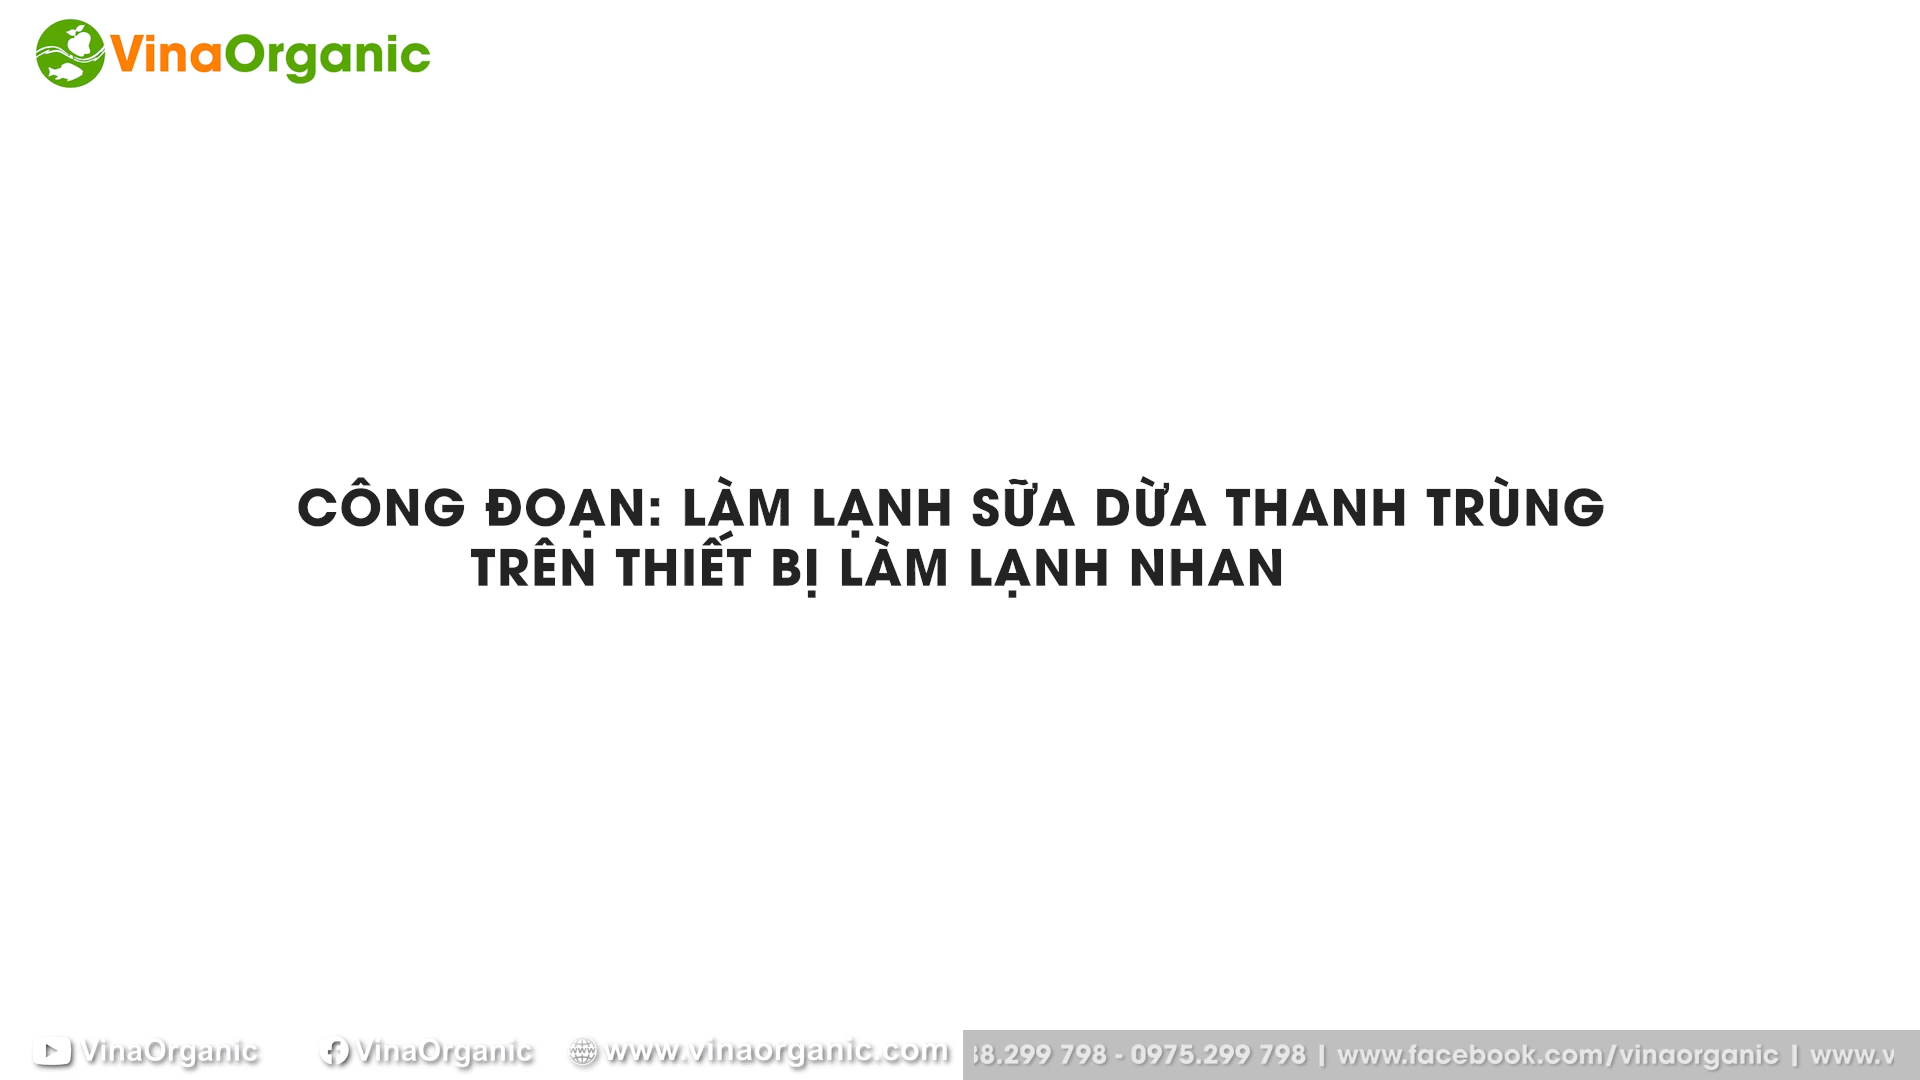 VinaOrganic
CÔNG ĐOẠN: LÀM LẠNH SỮA DỪA THANH TRÙNG
TRÊN THIẾT BỊ LÀM LẠNH NHAN
VinaOrganic VinaOrganic www.vinaorganic.com 8.299 798 - 0975.299 798 | www.facebook.com/vinaorganic | www.v